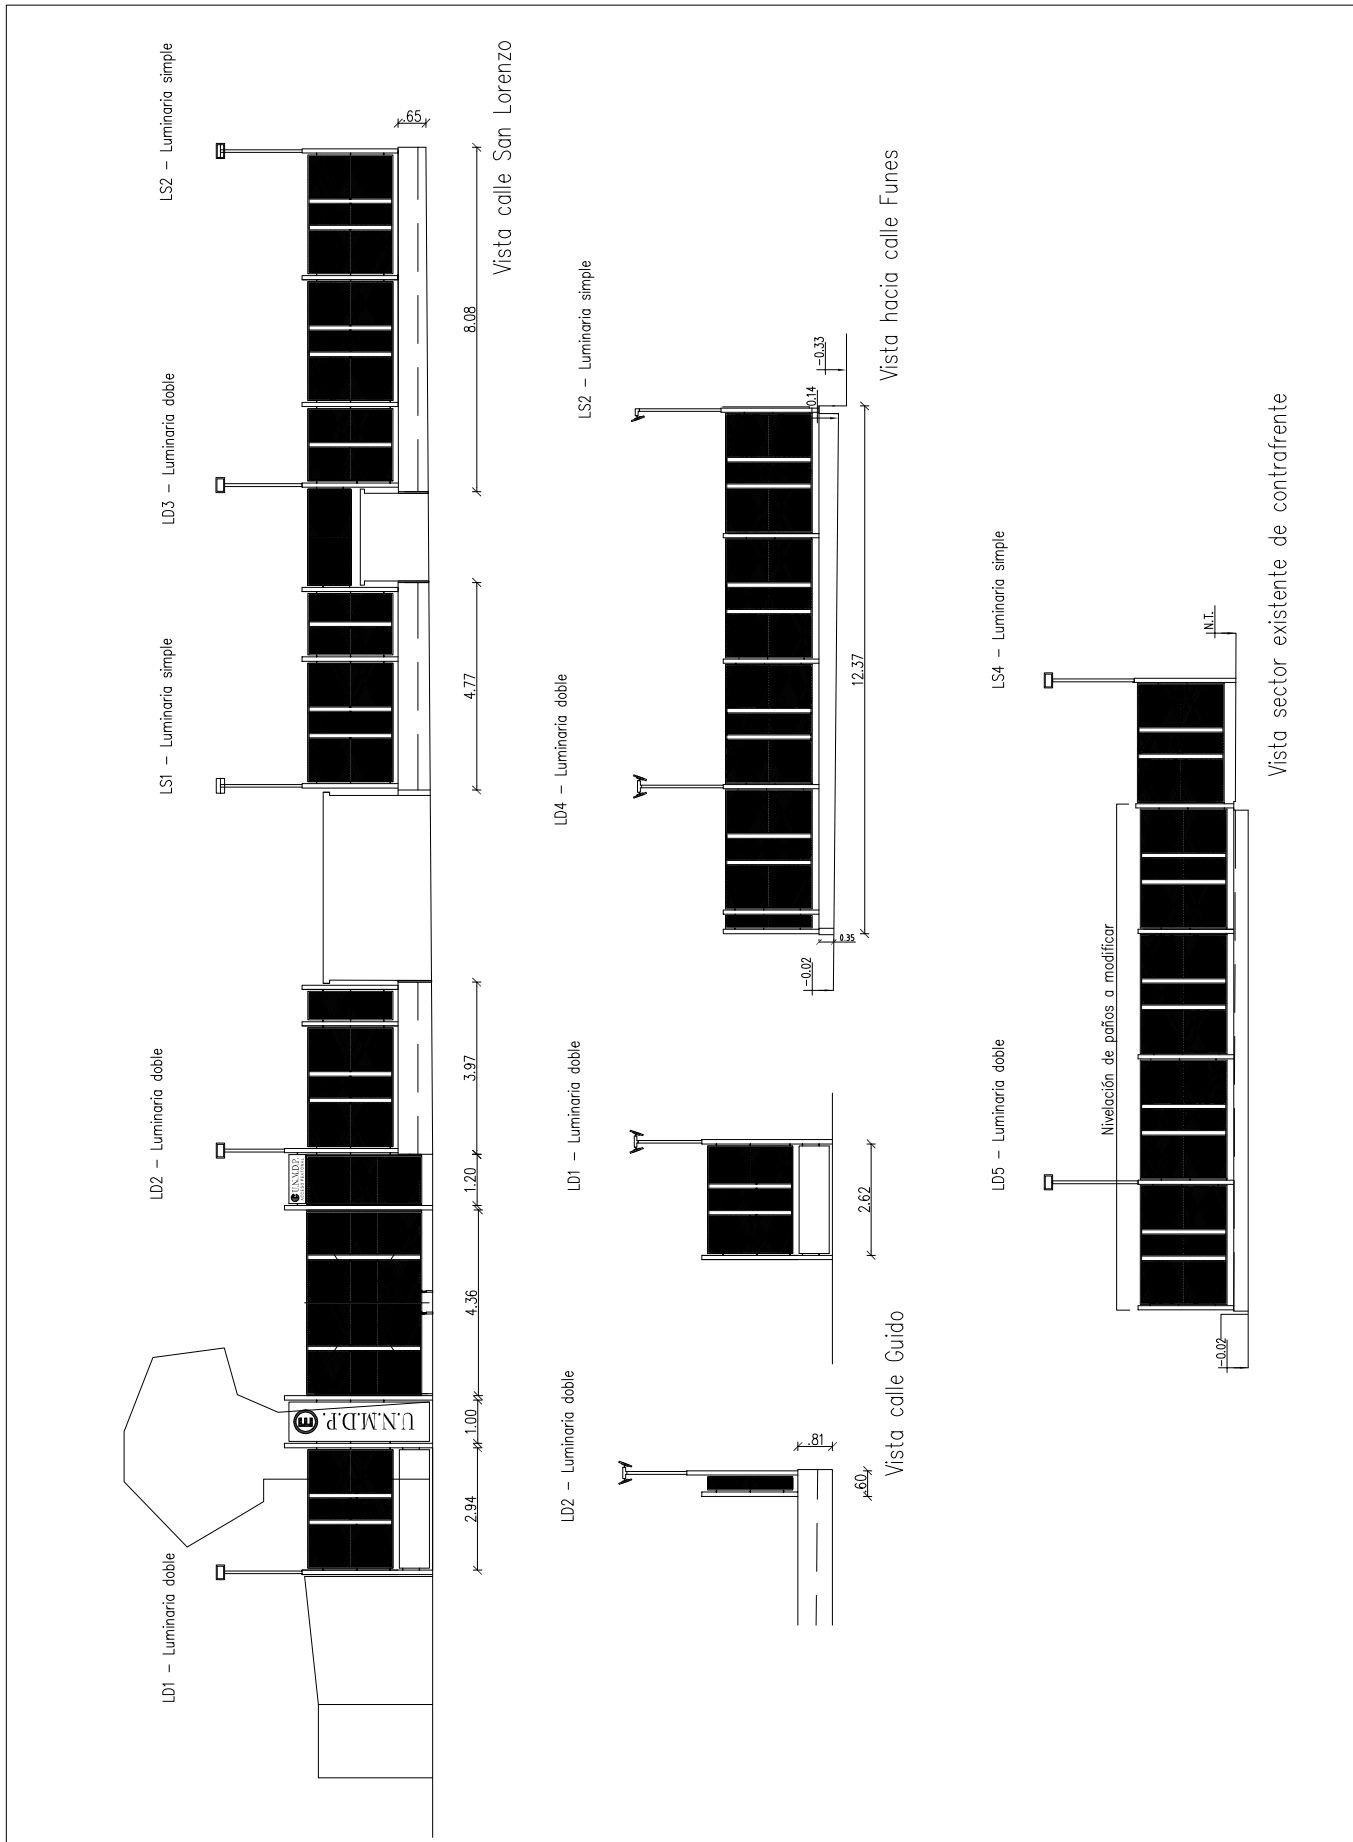 LD1 - Luminaria doble
LD2 - Luminaria doble
LS1 - Luminaria simple
LD3 - Luminaria doble
LS2 - Luminaria simple
E
U.N.M.D.P.
E U.N.M.D.P.
2.94
1.00
4.36
1.20
3.97
4.77
8.08
.65
Vista calle San Lorenzo
LD2 - Luminaria doble
LD1 - Luminaria doble
.81
.60
2.62
Vista calle Guido
LD4 - Luminaria doble
LS2 - Luminaria simple
-0.02
0.35
12.37
0.14
-0.33
Vista hacia calle Funes
LD5 - Luminaria doble
LS4 - Luminaria simple
Nivelación de paños a modificar
-0.02
N.T.
Vista sector existente de contrafrente